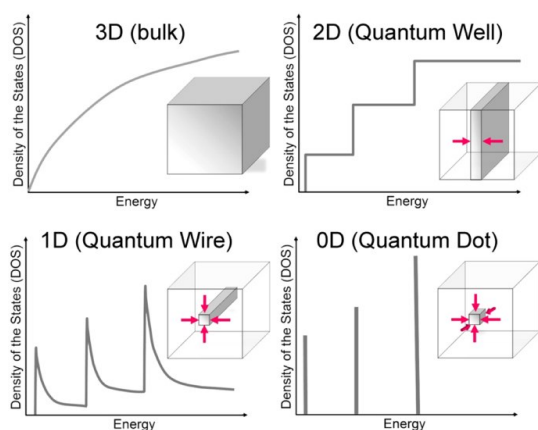 3D (bulk)
Density of the States (DOS)
Energy
2D (Quantum Well)
Density of the States (DOS)
Energy
1D (Quantum Wire)
Density of the States (DOS)
Energy
0D (Quantum Dot)
Density of the States (DOS)
Energy